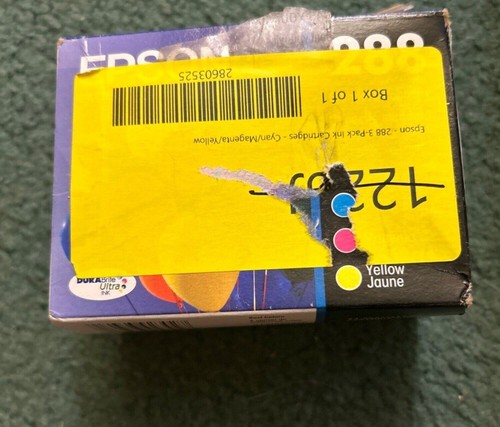 EPSON
288
28603525
Box 1 of 1
Epson - 288 3-Pack Ink Cartridges - Cyan/Magenta/Yellow
Yellow
Jaune
DURABrite
Ultra
INK